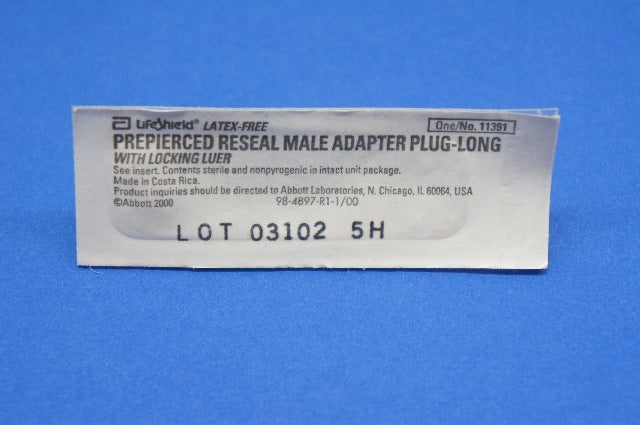 LifeShield® LATEX-FREE One/No. 11391
PREPIERCED RESEAL MALE ADAPTER PLUG-LONG
WITH LOCKING LUER
See insert. Contents sterile and nonpyrogenic in intact unit package.
Made in Costa Rica.
Product inquiries should be directed to Abbott Laboratories, N. Chicago, IL 60064, USA
©Abbott 2000 98-4897-R1-1/00
LOT 03102 5H